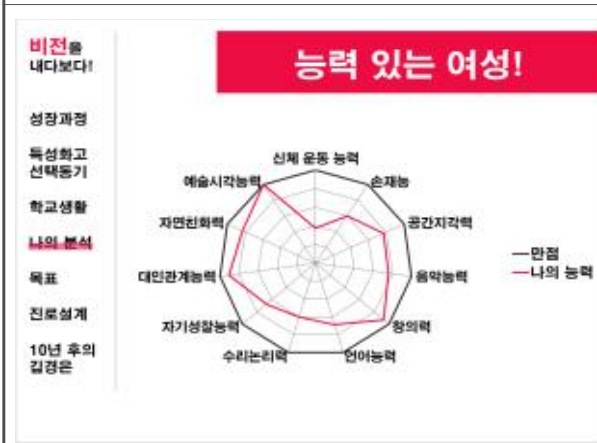 비전을
내다보다!
성장과정
특성화고
선택동기
학교생활
나의 분석
목표
진로설계
10년 후의
김경은
능력 있는 여성!
신체 운동 능력
손재능
공간지각력
음악능력
창의력
언어능력
수리논리력
자기성찰능력
대인관계능력
자연친화력
예술시각능력
만점
나의 능력